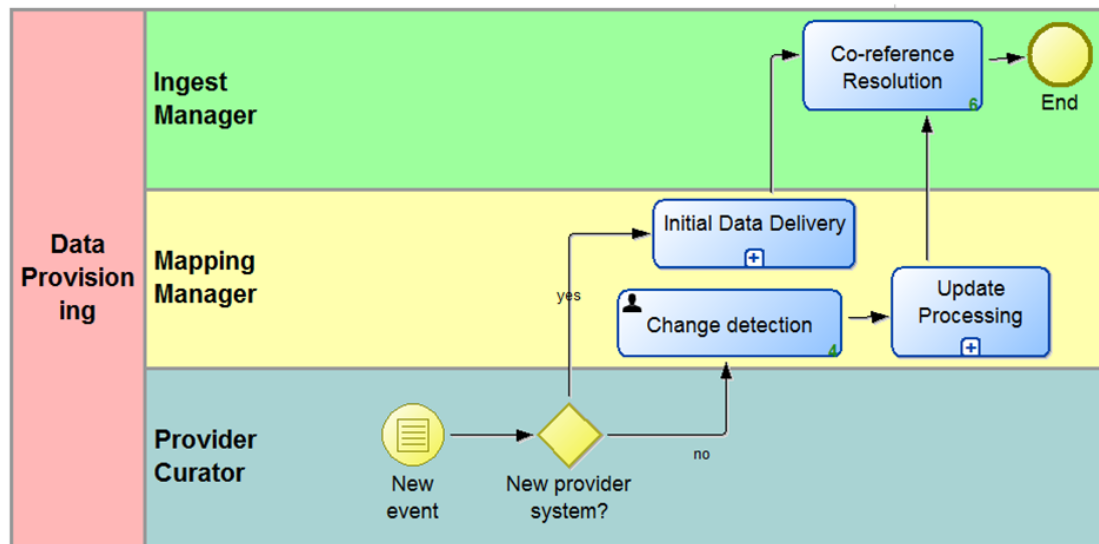 Data
Provision
ing
Ingest
Manager
Co-reference
Resolution
6
End
Mapping
Manager
Initial Data Delivery
yes
Change detection
4
Update
Processing
Provider
Curator
New
event
New provider
system?
no